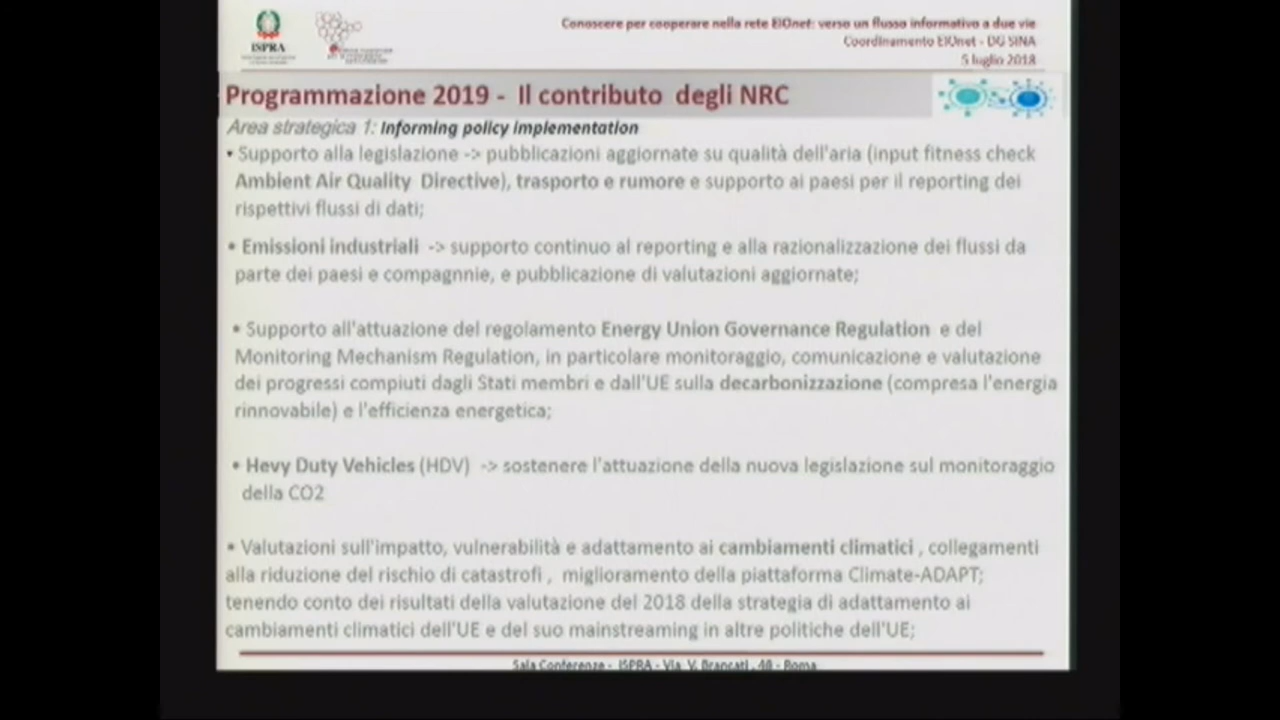 Conoscere per cooperare nella rete EIOnet: verso un flusso informativo a due vie
Coordinamento EIOnet - DG SINA
5 luglio 2018
ISPRA
Programmazione 2019 - Il contributo degli NRC
Area strategica 1: Informing policy implementation
• Supporto alla legislazione -> pubblicazioni aggiornate su qualità dell'aria (input fitness check
Ambient Air Quality Directive), trasporto e rumore e supporto ai paesi per il reporting dei
rispettivi flussi di dati;
• Emissioni industriali -> supporto continuo al reporting e alla razionalizzazione dei flussi da
parte dei paesi e compagnnie, e pubblicazione di valutazioni aggiornate;
• Supporto all'attuazione del regolamento Energy Union Governance Regulation e del
Monitoring Mechanism Regulation, in particolare monitoraggio, comunicazione e valutazione
dei progressi compiuti dagli Stati membri e dall'UE sulla decarbonizzazione (compresa l'energia
rinnovabile) e l'efficienza energetica;
• Hevy Duty Vehicles (HDV) -> sostenere l'attuazione della nuova legislazione sul monitoraggio
della CO2
• Valutazioni sull'impatto, vulnerabilità e adattamento ai cambiamenti climatici , collegamenti
alla riduzione del rischio di catastrofi , miglioramento della piattaforma Climate-ADAPT;
tenendo conto dei risultati della valutazione del 2018 della strategia di adattamento ai
cambiamenti climatici dell'UE e del suo mainstreaming in altre politiche dell'UE;
Sala Conferenze - ISPRA - Via V. Brancati , 48 - Roma